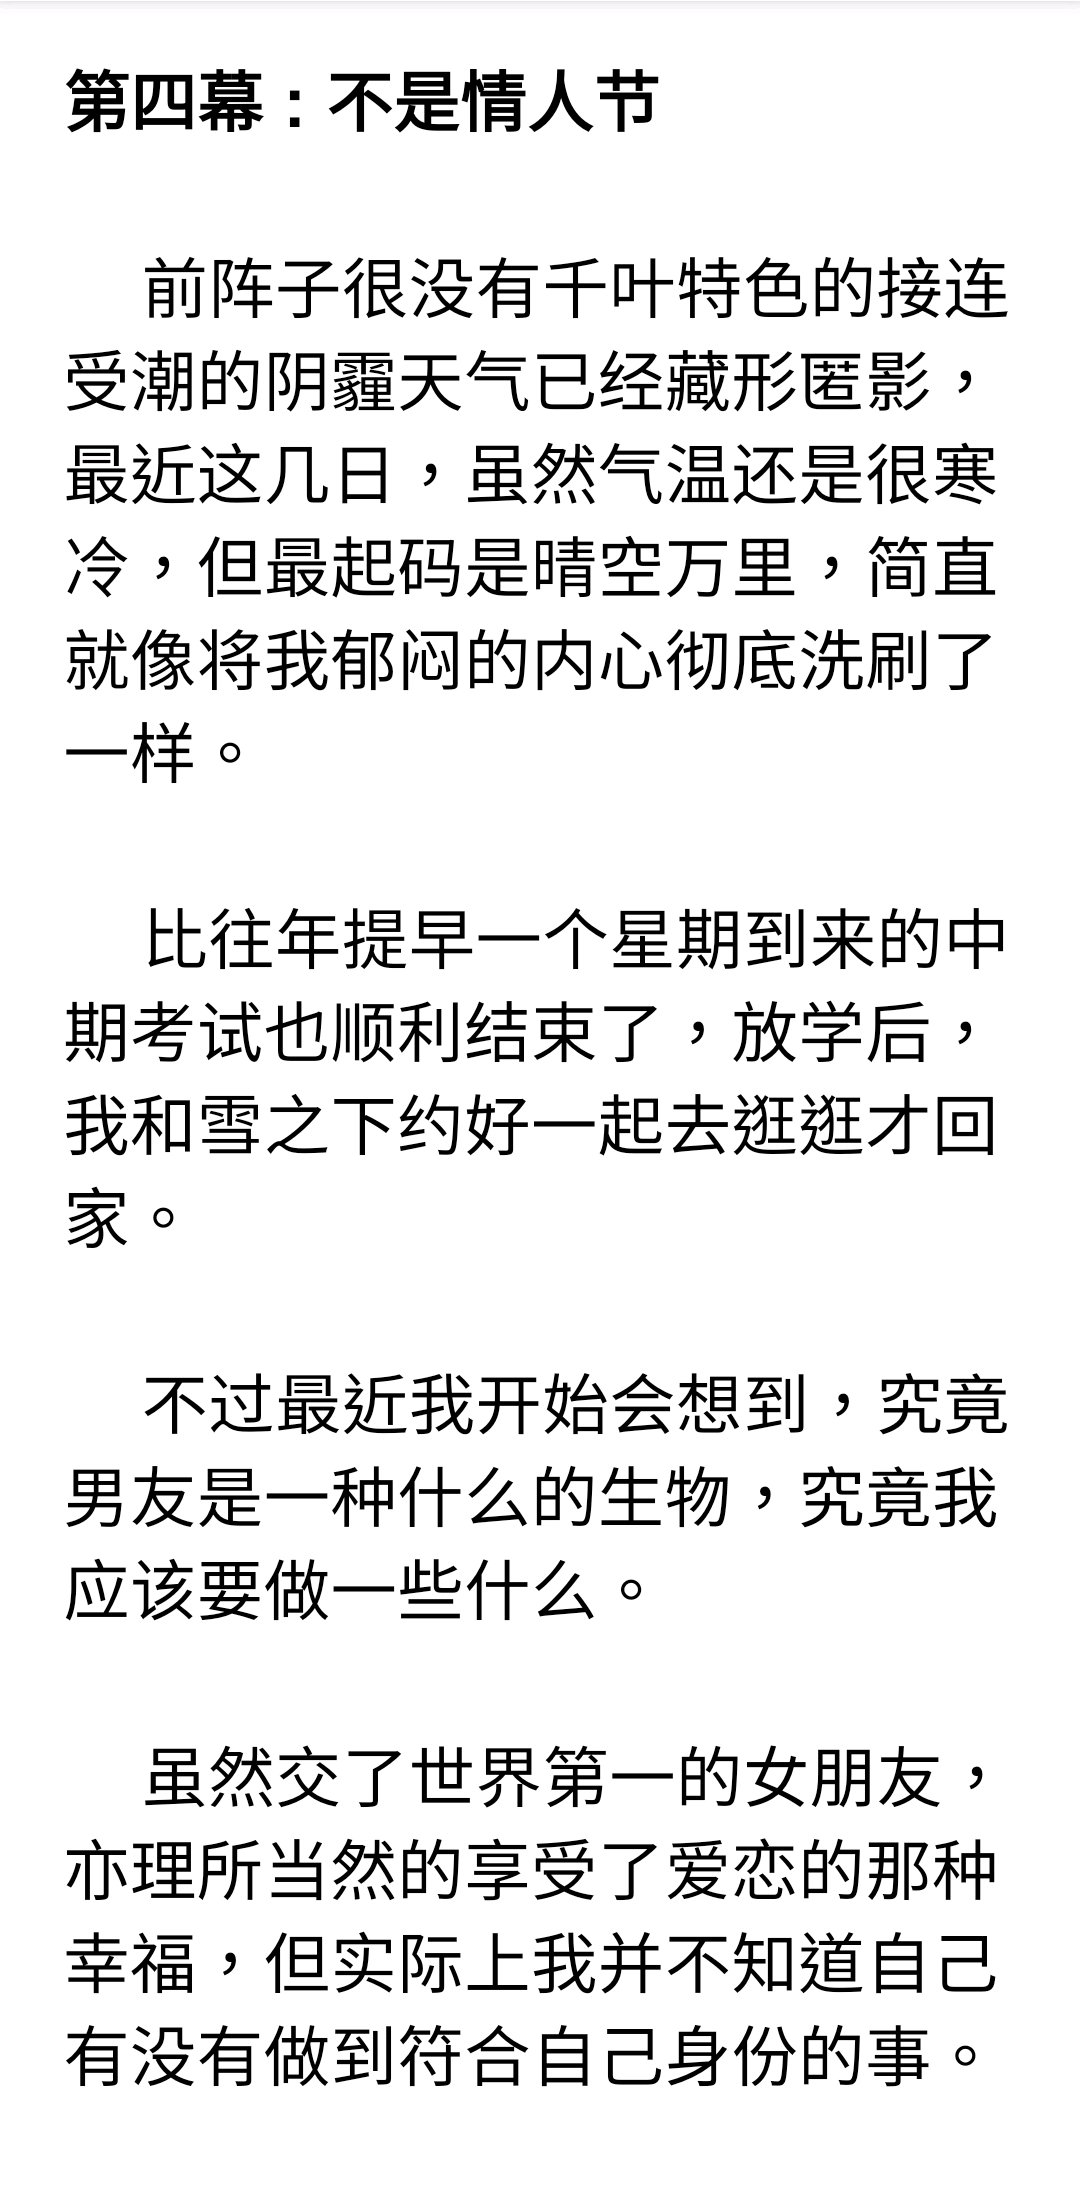 第四幕：不是情人节
前阵子很没有千叶特色的接连
受潮的阴霾天气已经藏形匿影，
最近这几日，虽然气温还是很寒
冷，但最起码是晴空万里，简直
就像将我郁闷的内心彻底洗刷了
一样。
比往年提早一个星期到来的中
期考试也顺利结束了，放学后，
我和雪之下约好一起去逛逛才回
家。
不过最近我开始会想到，究竟
男友是一种什么的生物，究竟我
应该要做一些什么。
虽然交了世界第一的女朋友，
亦理所当然的享受了爱恋的那种
幸福，但实际上我并不知道自己
有没有做到符合自己身份的事。